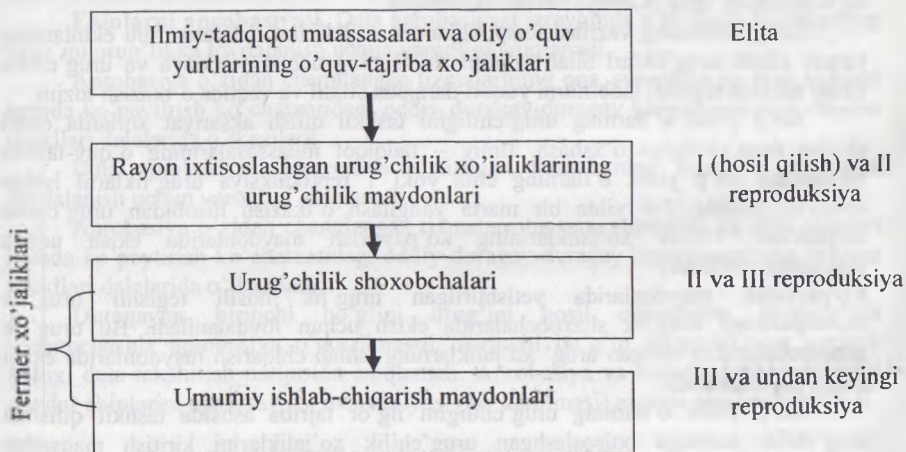 Ilmiy-tadqiqot muassasalari va oliy o'quv
yurtlarining o'quv-tajriba xo'jaliklari
Elita
Rayon ixtisoslashgan urug'chilik xo'jaliklarining
urug'chilik maydonlari
I (hosil qilish) va II
reproduksiya
Urug'chilik shoxobchalari
II va III reproduksiya
Fermer xo'jaliklari
Umumiy ishlab-chiqarish maydonlari
III va undan keyingi
reproduksiya